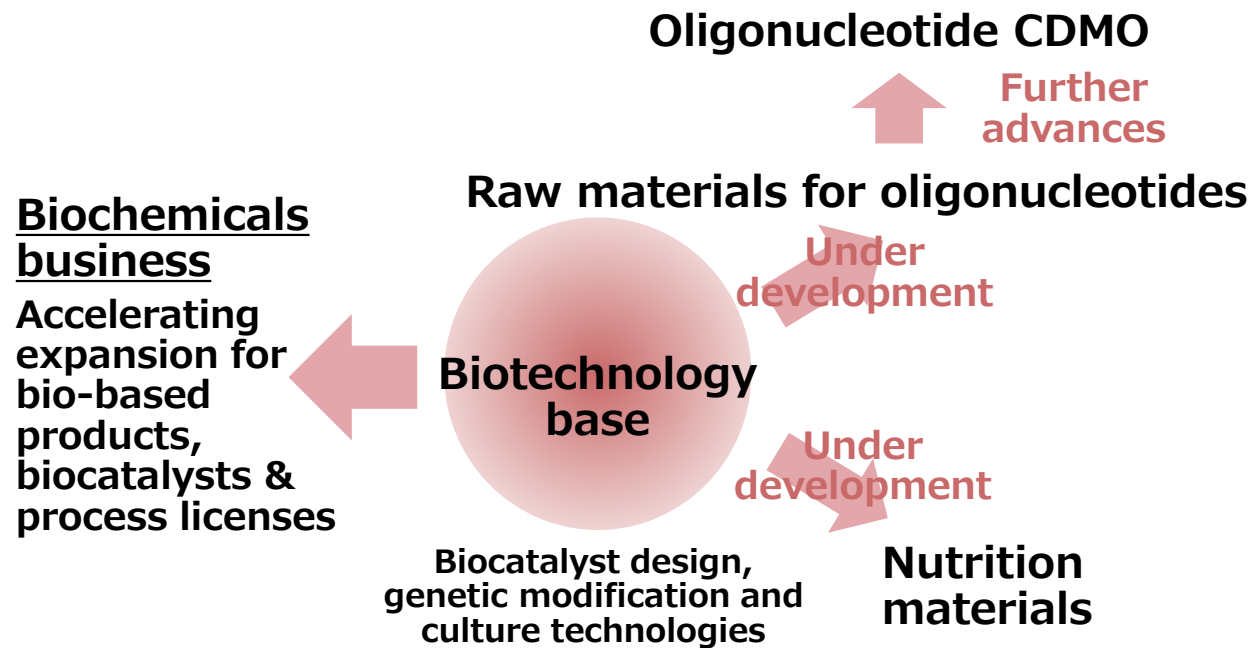 Oligonucleotide CDMO
Further
advances
Raw materials for oligonucleotides
Biochemicals
business
Accelerating
expansion for
bio-based
products,
biocatalysts &
process licenses
Under
development
Biotechnology
base
Under
development
Biocatalyst design,
genetic modification and
culture technologies
Nutrition
materials